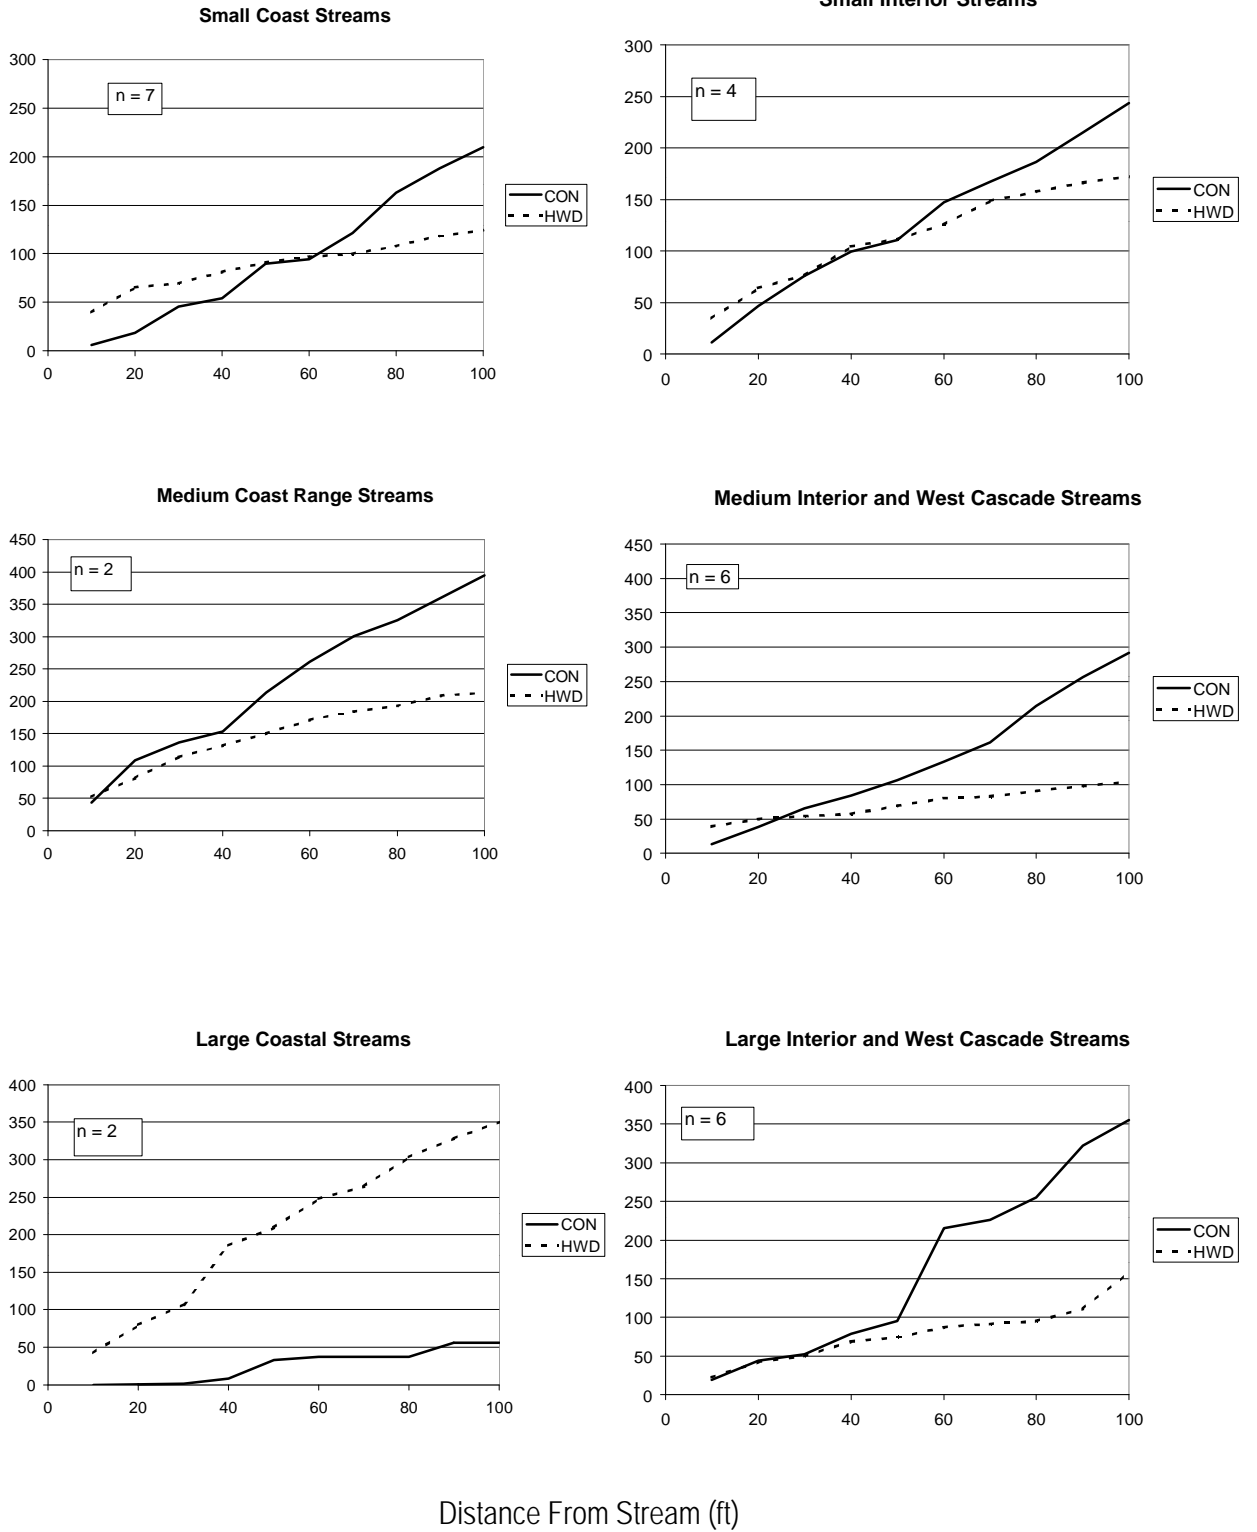 Small Coast Streams
300
250
200
150
100
50
0
n = 7
CON
HWD
0 20 40 60 80 100
Small Interior Streams
300
250
200
150
100
50
0
n = 4
CON
HWD
0 20 40 60 80 100
Medium Coast Range Streams
450
400
350
300
250
200
150
100
50
0
n = 2
CON
HWD
0 20 40 60 80 100
Medium Interior and West Cascade Streams
450
400
350
300
250
200
150
100
50
0
n = 6
CON
HWD
0 20 40 60 80 100
Large Coastal Streams
400
350
300
250
200
150
100
50
0
n = 2
CON
HWD
0 20 40 60 80 100
Large Interior and West Cascade Streams
400
350
300
250
200
150
100
50
0
n = 6
CON
HWD
0 20 40 60 80 100
Distance From Stream (ft)